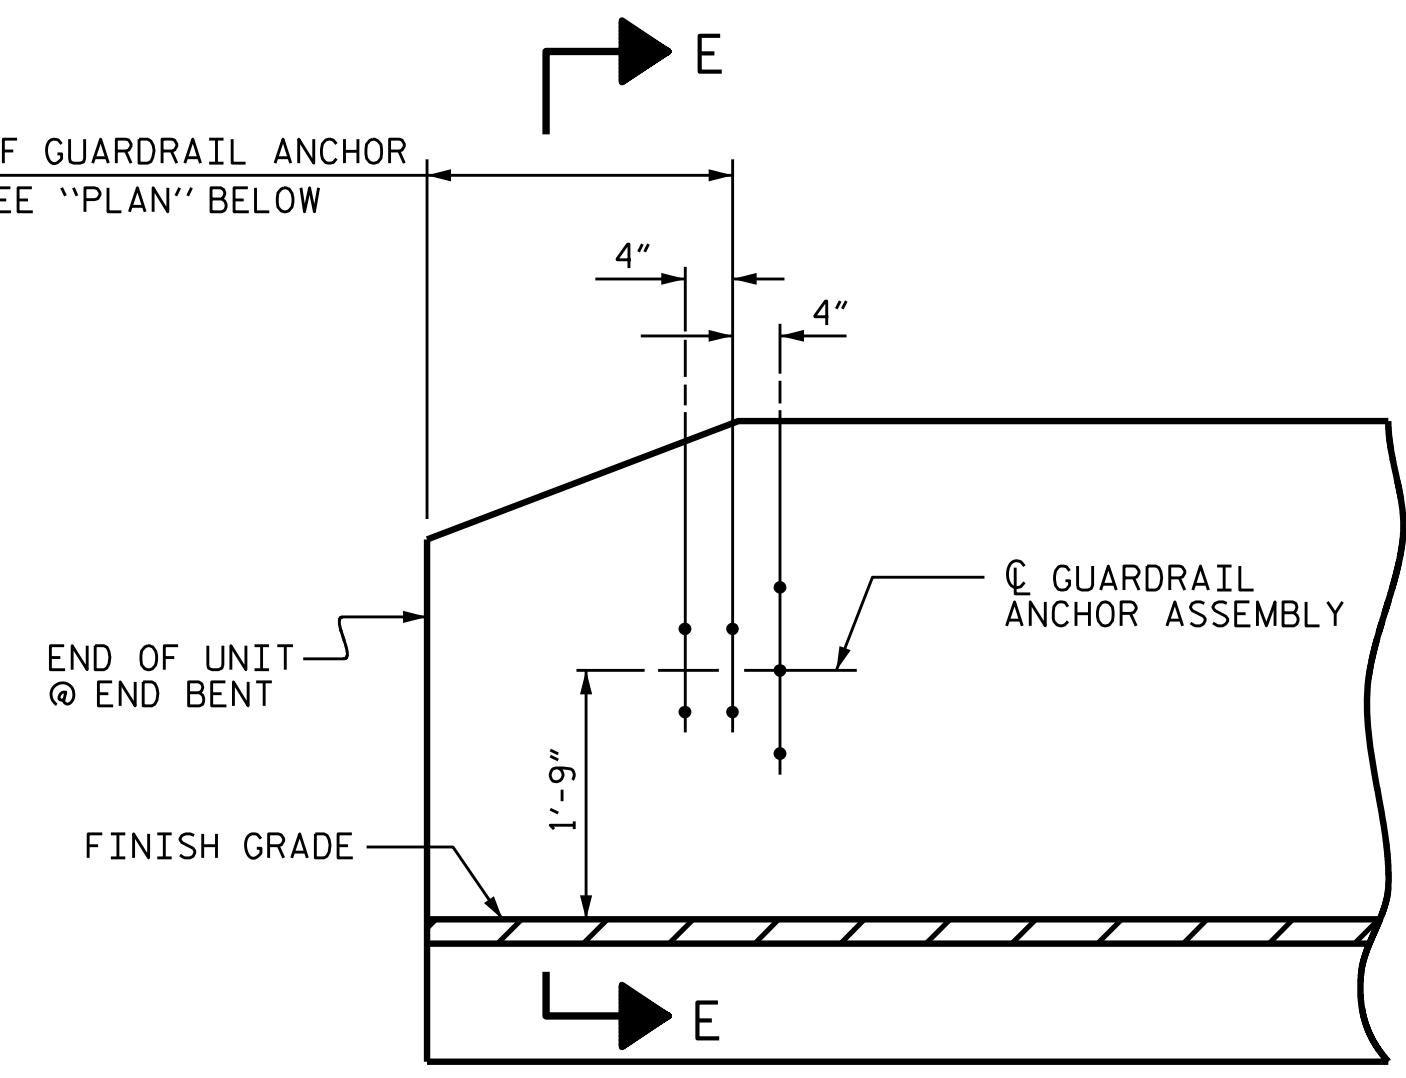 E
F GUARDRAIL ANCHOR
EE "PLAN" BELOW
4"
4"
℄ GUARDRAIL
ANCHOR ASSEMBLY
END OF UNIT
@ END BENT
1'-9"
FINISH GRADE
E